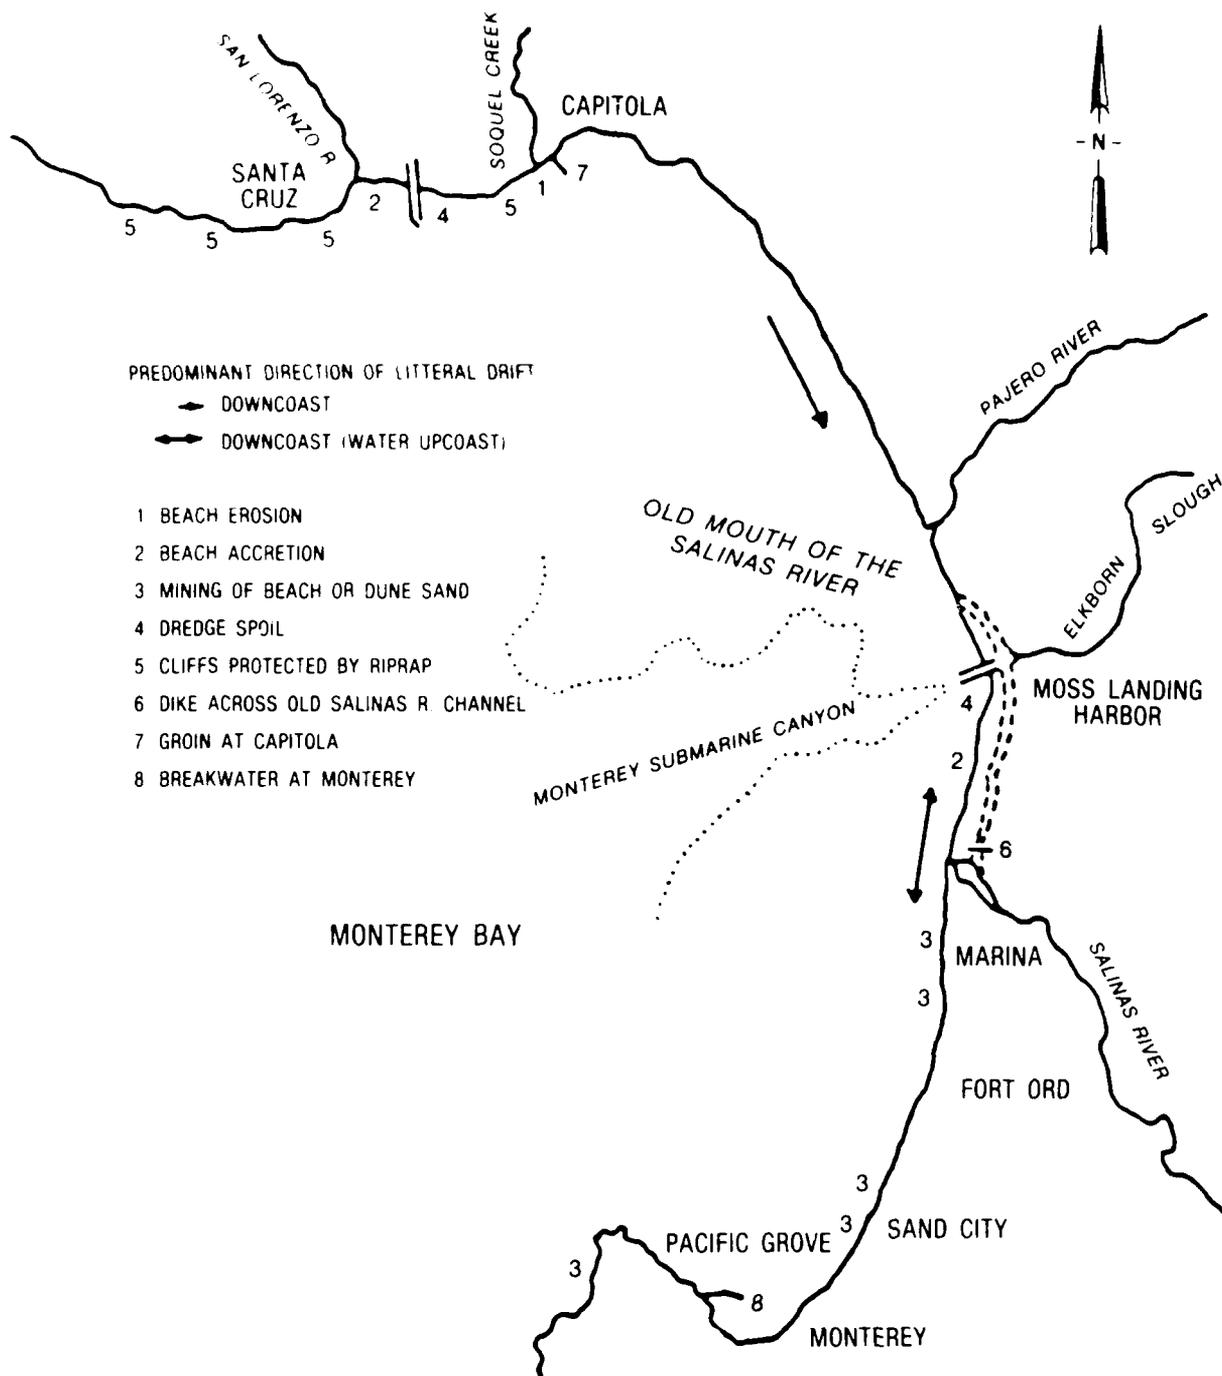 SAN LORENZO R
SOQUEL CREEK
CAPITOLA
- N -
SANTA
CRUZ
7
1
2
4
5
5
5
5
PREDOMINANT DIRECTION OF LITTERAL DRIFT
DOWNCOAST
DOWNCOAST (WATER UPCOAST)
PAJERO RIVER
1 BEACH EROSION
2 BEACH ACCRETION
3 MINING OF BEACH OR DUNE SAND
4 DREDGE SPOIL
5 CLIFFS PROTECTED BY RIPRAP
6 DIKE ACROSS OLD SALINAS R. CHANNEL
7 GROIN AT CAPITOLA
8 BREAKWATER AT MONTEREY
OLD MOUTH OF THE
SALINAS RIVER
ELKBORN SLOUGH
MOSS LANDING
HARBOR
4
MONTEREY SUBMARINE CANYON
2
6
MONTEREY BAY
3
MARINA
3
SALINAS RIVER
FORT ORD
3
3
SAND CITY
PACIFIC GROVE
3
8
MONTEREY